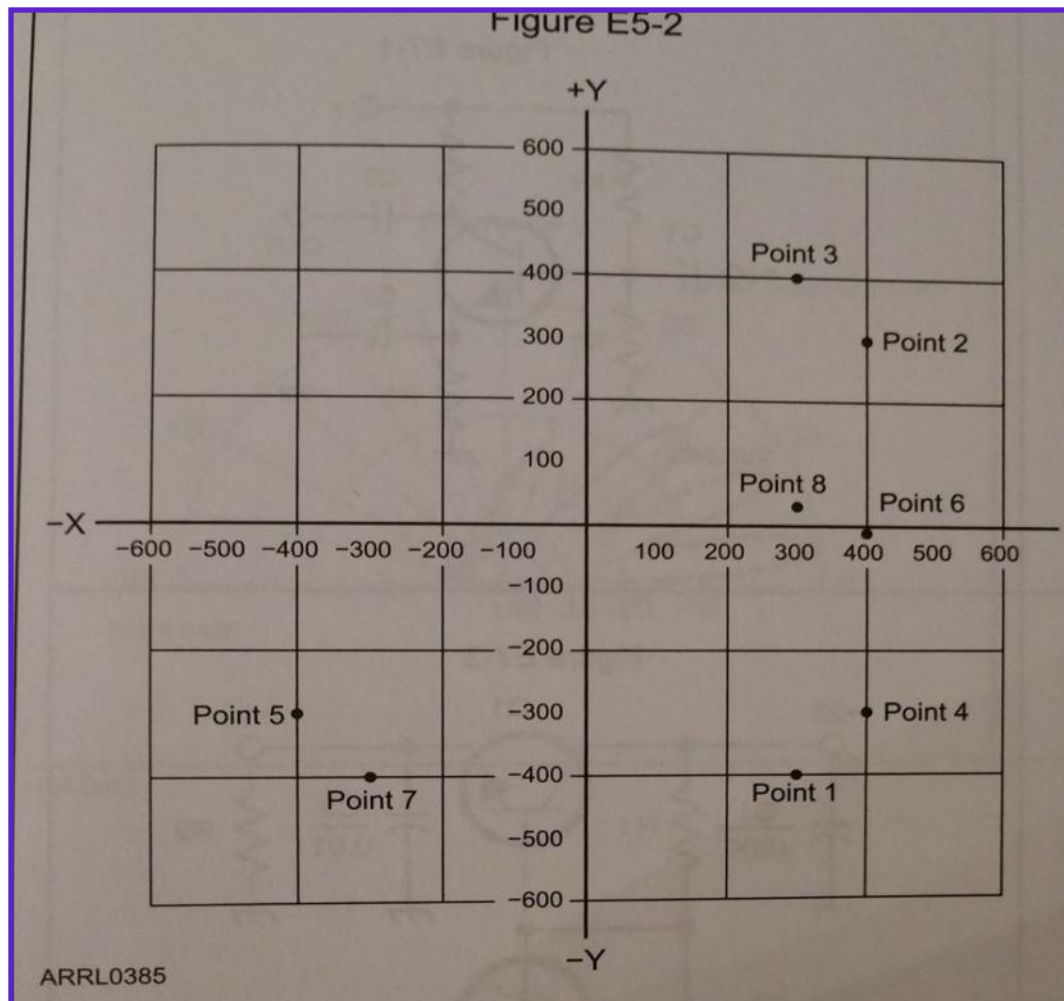 Figure E5-2
+Y
600
500
Point 3
400
300
Point 2
200
100
Point 8
Point 6
−X
−600 −500 −400 −300 −200 −100 100 200 300 400 500 600
−100
−200
Point 5
−300
Point 4
−400
Point 7
Point 1
−500
−600
−Y
ARRL0385